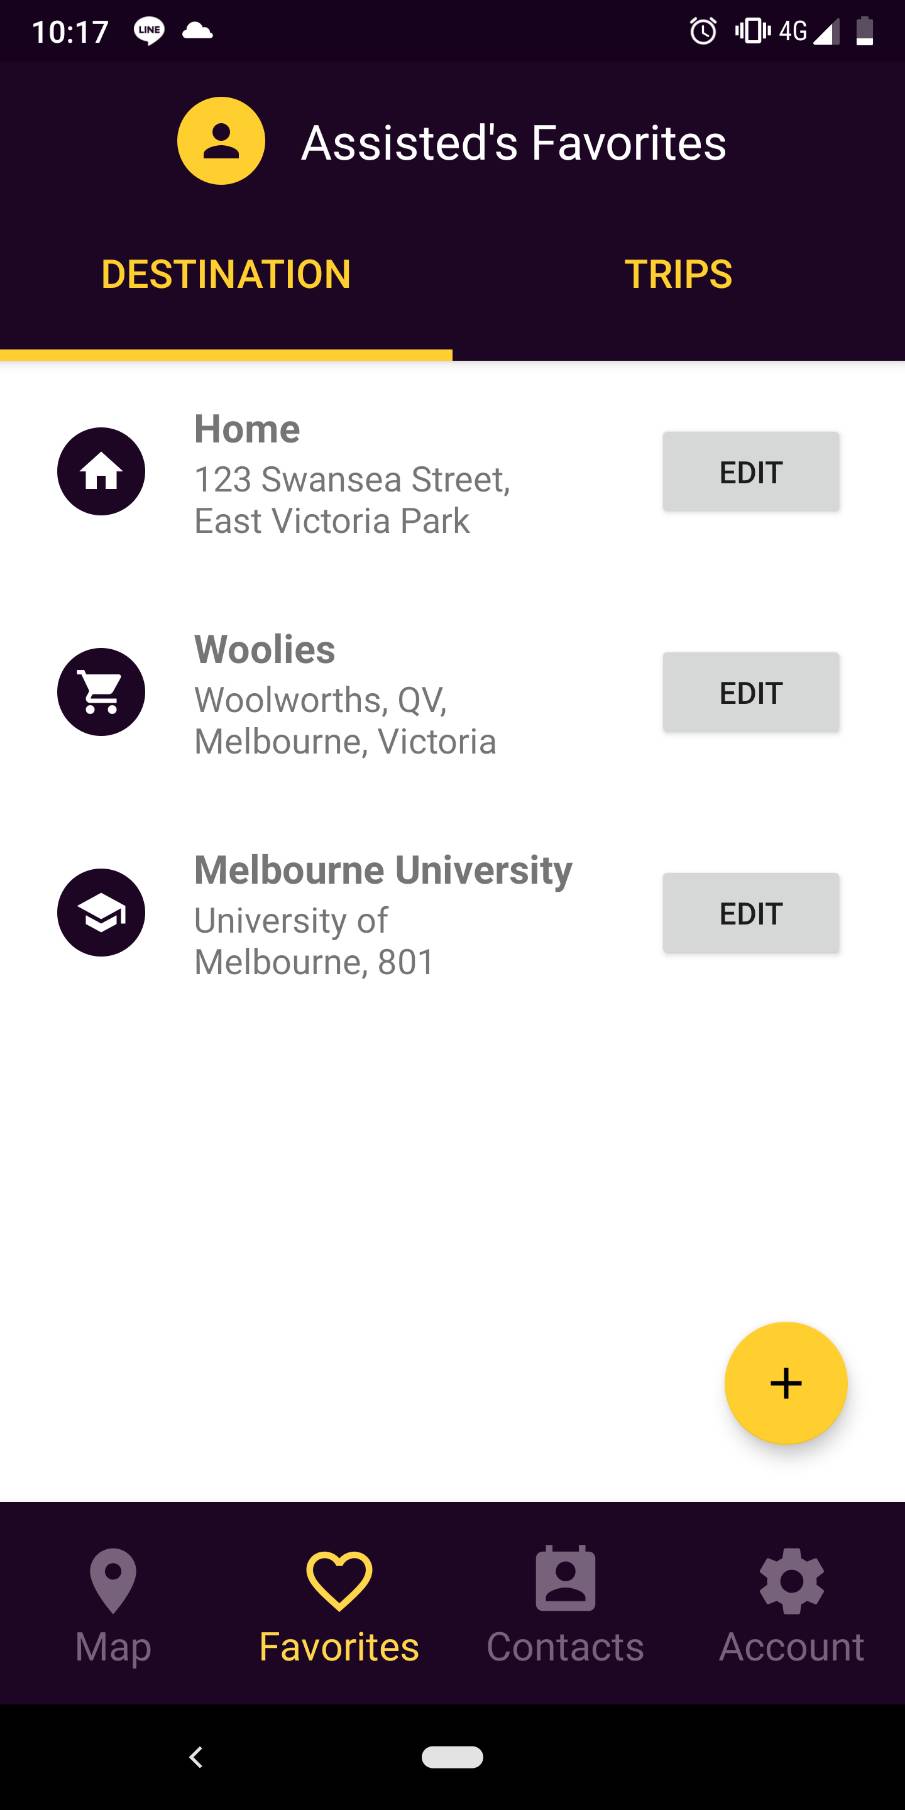 10:17 LINE 4G
Assisted's Favorites
DESTINATION TRIPS
Home
123 Swansea Street,
East Victoria Park
EDIT
Woolies
Woolworths, QV,
Melbourne, Victoria
EDIT
Melbourne University
University of
Melbourne, 801
EDIT
+
Map Favorites Contacts Account